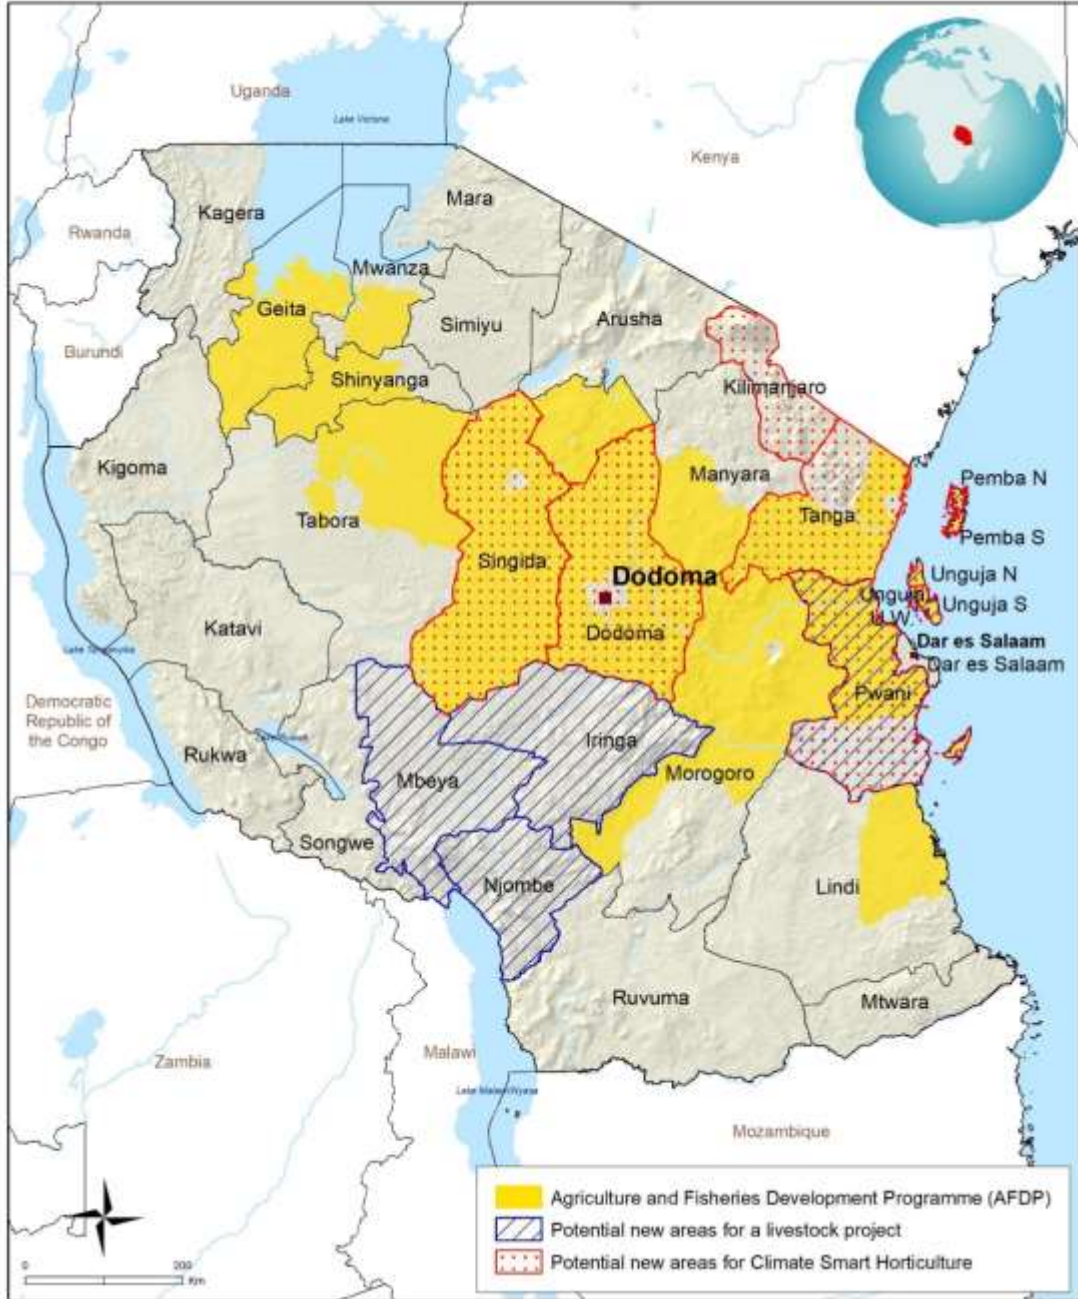 Uganda
Lake Victoria
Kenya
Mara
Kagera
Rwanda
Mwanza
Geita
Simiyu
Arusha
Burundi
Shinyanga
Kilimanjaro
Kigoma
Manyara
Pemba N
Tabora
Tanga
Singida
Pemba S
Dodoma
Unguja N
Unguja
Unguja S
U W.
Katavi
Dodoma
Dar es Salaam
Dar es Salaam
Democratic
Republic of
the Congo
Pwani
Rukwa
Iringa
Mbeya
Morogoro
Songwe
Njombe
Lindi
Ruvuma
Mtwara
Zambia
Malawi
Mozambique
Agriculture and Fisheries Development Programme (AFDP)
Potential new areas for a livestock project
Potential new areas for Climate Smart Horticulture
0 200
Km